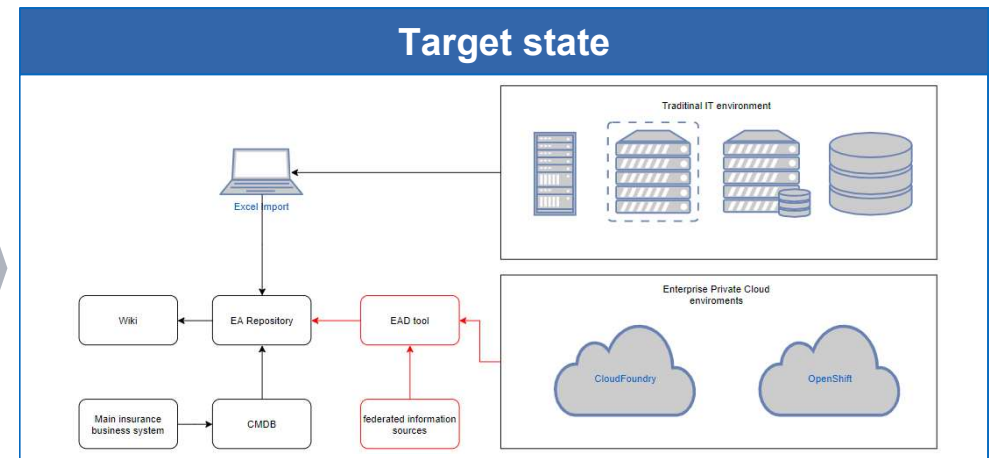 Target state
Traditinal IT environment
Excel Import
Enterprise Private Cloud
enviroments
Wiki
EA Repository
EAD tool
CloudFoundry
OpenShift
Main insurance
business system
CMDB
federated information
sources